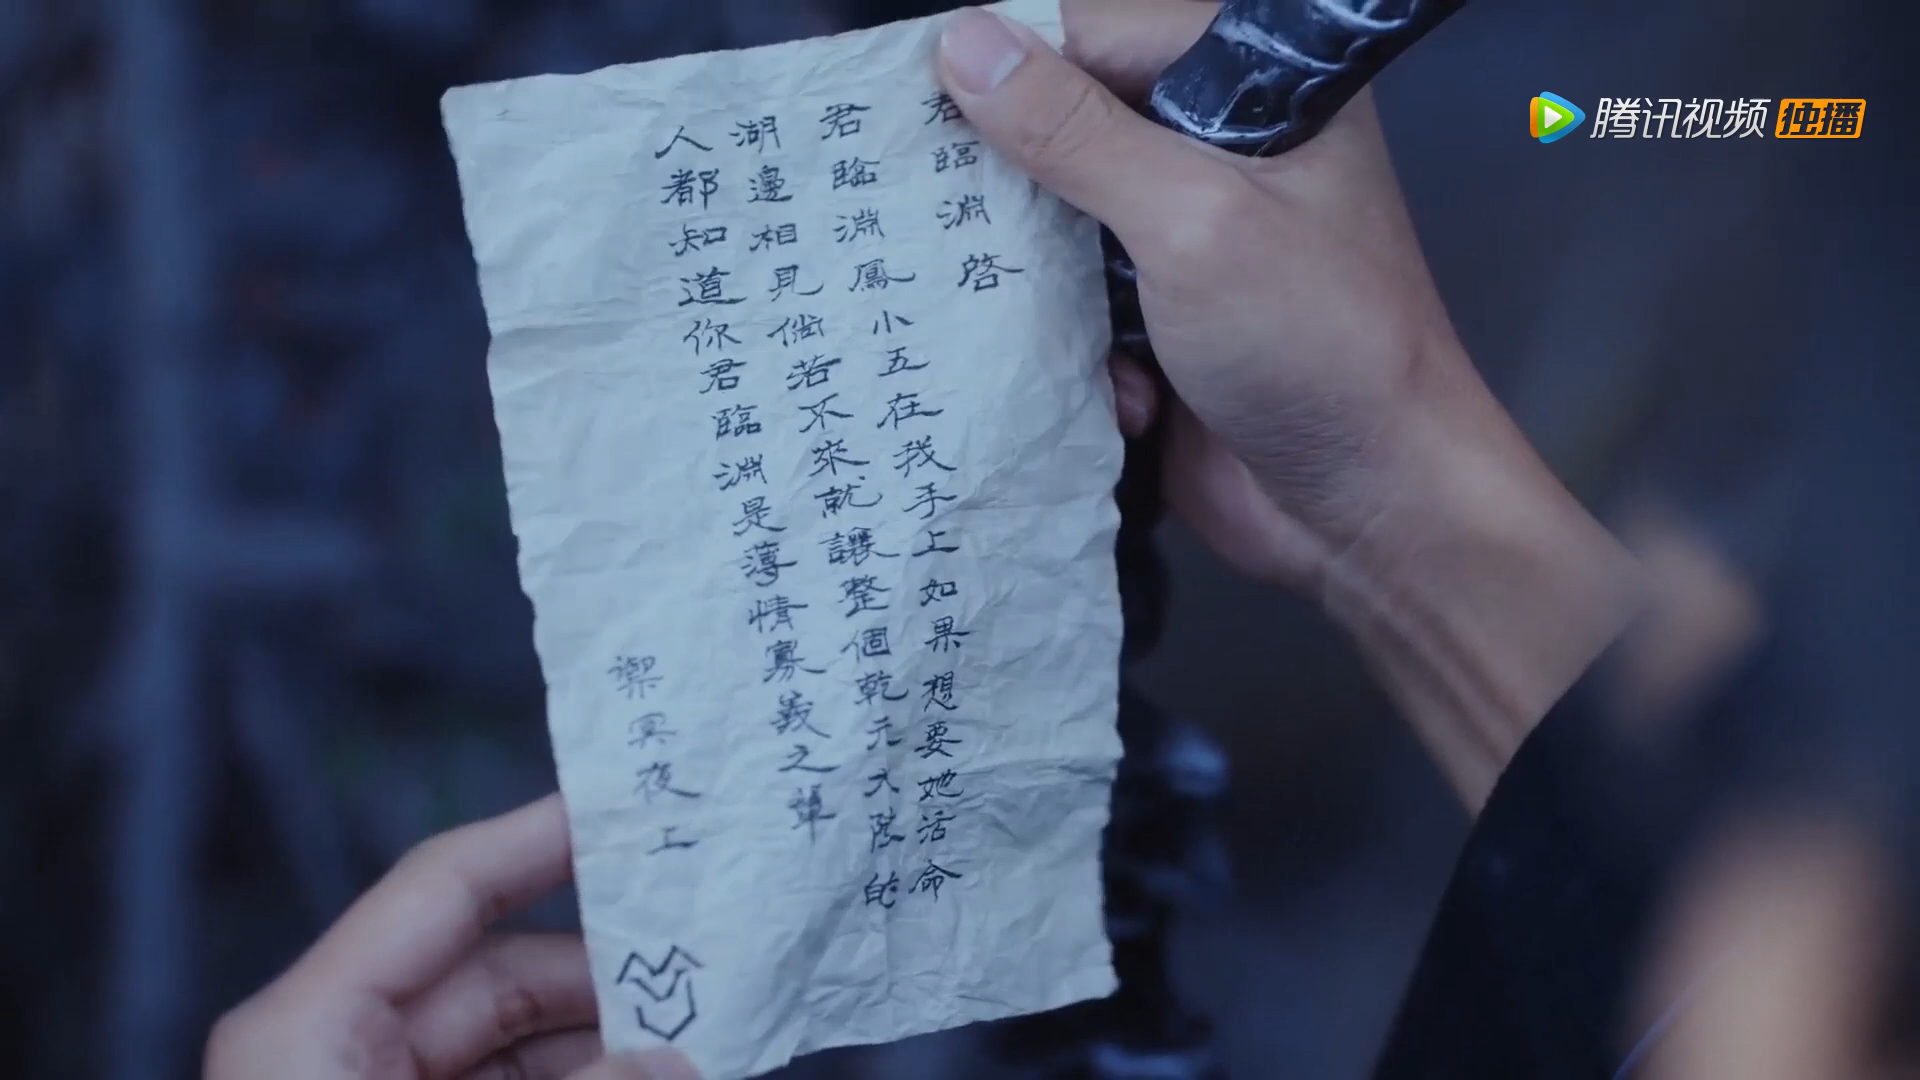 君臨淵啓
君臨淵鳳小五在我手上如果想要她活命
湖邊相見倘若不來就讓整個乾元大陸的
人都知道你君臨淵是薄情寡義之輩
禦冥夜上
腾讯视频 独播